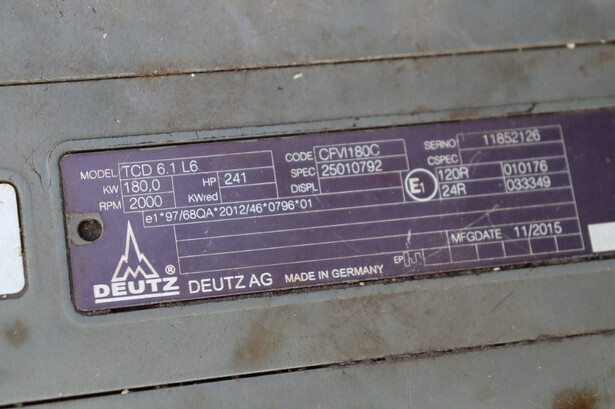 MODEL TCD 6.1 L6 CODE CFVI180C SERNO 11852126
KW 180,0 HP 241 SPEC 25010792 CSPEC
RPM 2000 KWred DISPL E1 120R 010176
24R 033349
e1*97/68QA*2012/46*0796*01
MFGDATE 11/2015
EP
DEUTZ ® DEUTZ AG MADE IN GERMANY